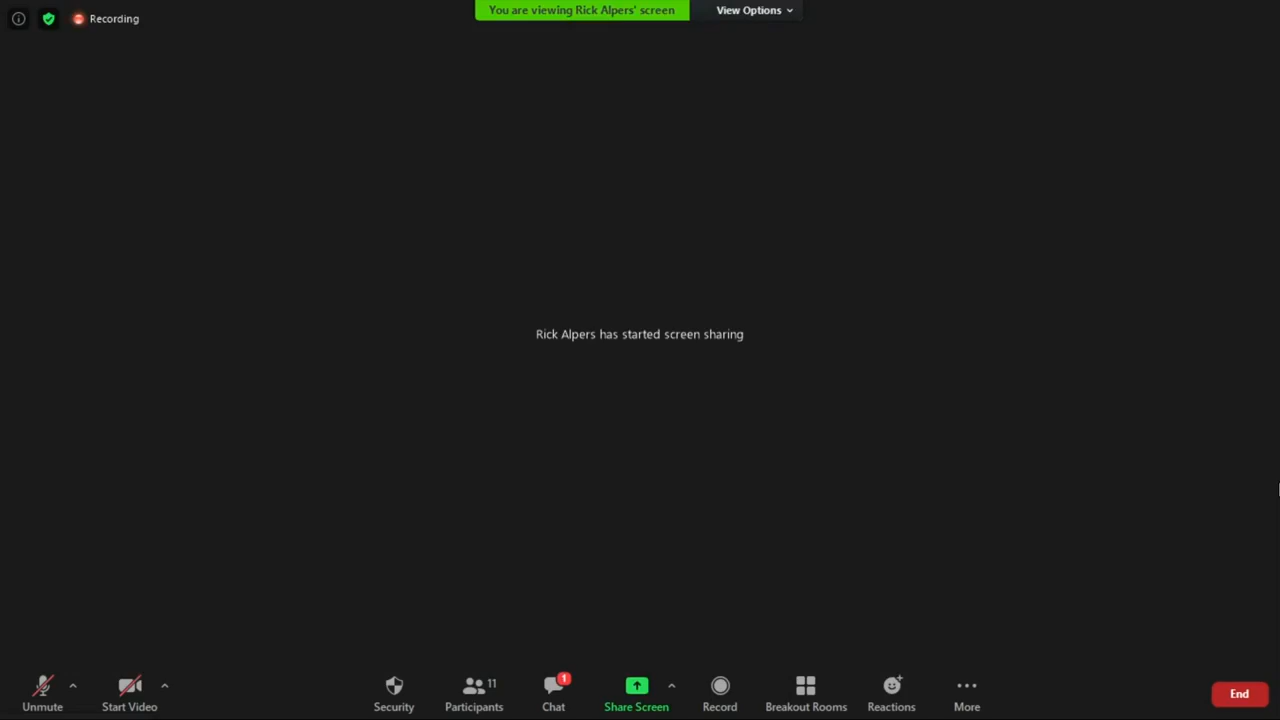 Recording
You are viewing Rick Alpers' screen
View Options
Rick Alpers has started screen sharing
Unmute
Start Video
Security
11
Participants
1
Chat
Share Screen
Record
Breakout Rooms
Reactions
More
End